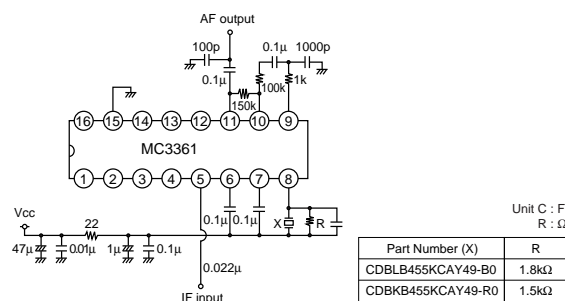 AF output
100p
0.1μ
0.1μ
1000p
100k
1k
150k
16 15 14 13 12 11 10 9
MC3361
1 2 3 4 5 6 7 8
Vcc
22
47μ
0.01μ
1μ
0.1μ
0.1μ
0.1μ
X
R
0.022μ
IF input
Unit C : F
R : Ω
Part Number (X) R
CDBLB455KCAY49-B0 1.8kΩ
CDBKB455KCAY49-R0 1.5kΩ